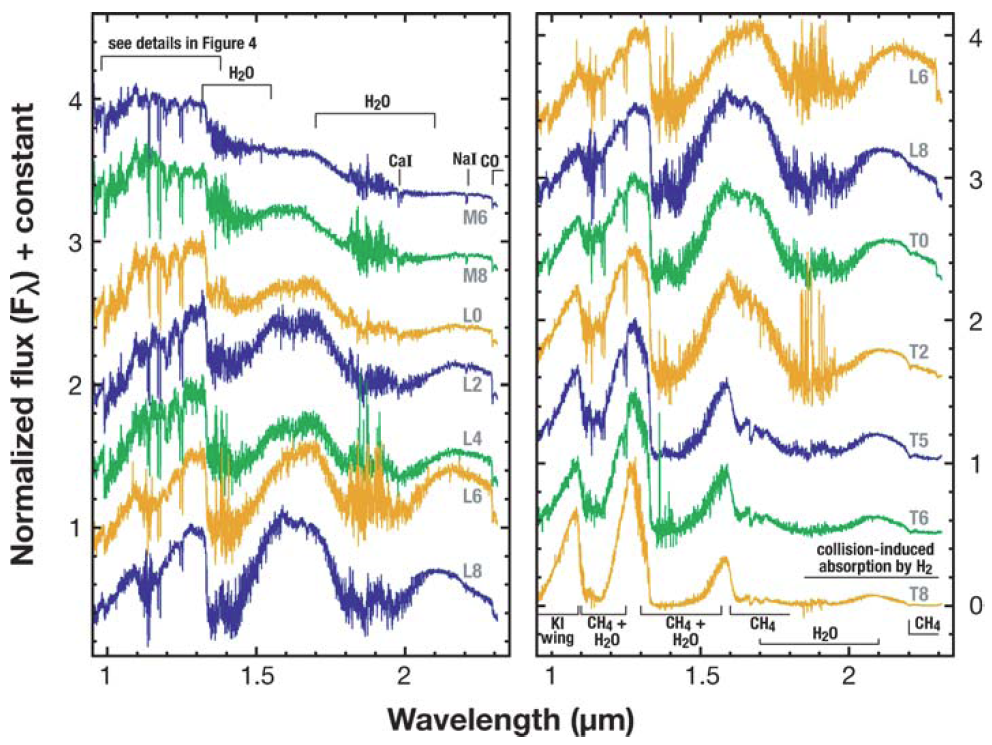 see details in Figure 4
H2O
H2O
CaI
NaI
CO
M6
M8
L0
L2
L4
L6
L8
4
3
2
1
1
1.5
2
Normalized flux (Fλ) + constant
L6
L8
T0
T2
T5
T6
collision-induced
absorption by H2
T8
KI
wing
CH4 +
H2O
CH4 +
H2O
CH4
H2O
CH4
4
3
2
1
0
1
1.5
2
Wavelength (µm)